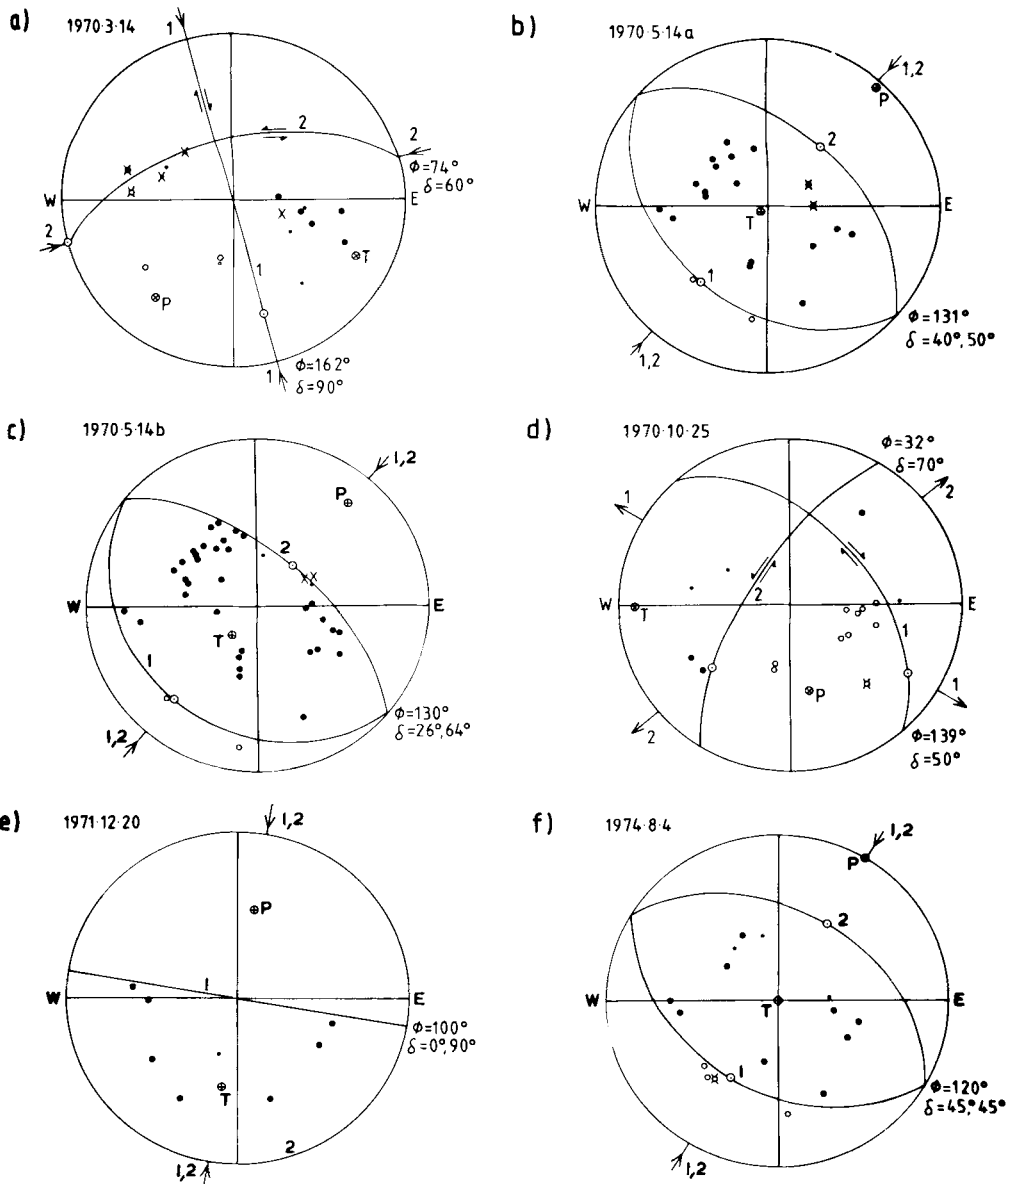 a)
1970·3·14
1
2
2
Φ=74°
δ=60°
W
E
2
T
P
1
1
Φ=162°
δ=90°
b)
1970·5·14a
1,2
P
2
W
E
T
1
1,2
Φ=131°
δ=40°,50°
c)
1970·5·14b
1,2
P
2
W
E
T
1
1,2
Φ=130°
δ=26°,64°
d)
1970·10·25
Φ=32°
δ=70°
1
2
2
W
E
T
1
P
1
2
Φ=139°
δ=50°
e)
1971·12·20
1,2
P
1
W
E
Φ=100°
δ=0°,90°
T
2
1,2
f)
1974·8·4
1,2
P
2
W
E
T
1
Φ=120°
δ=45°,45°
1,2